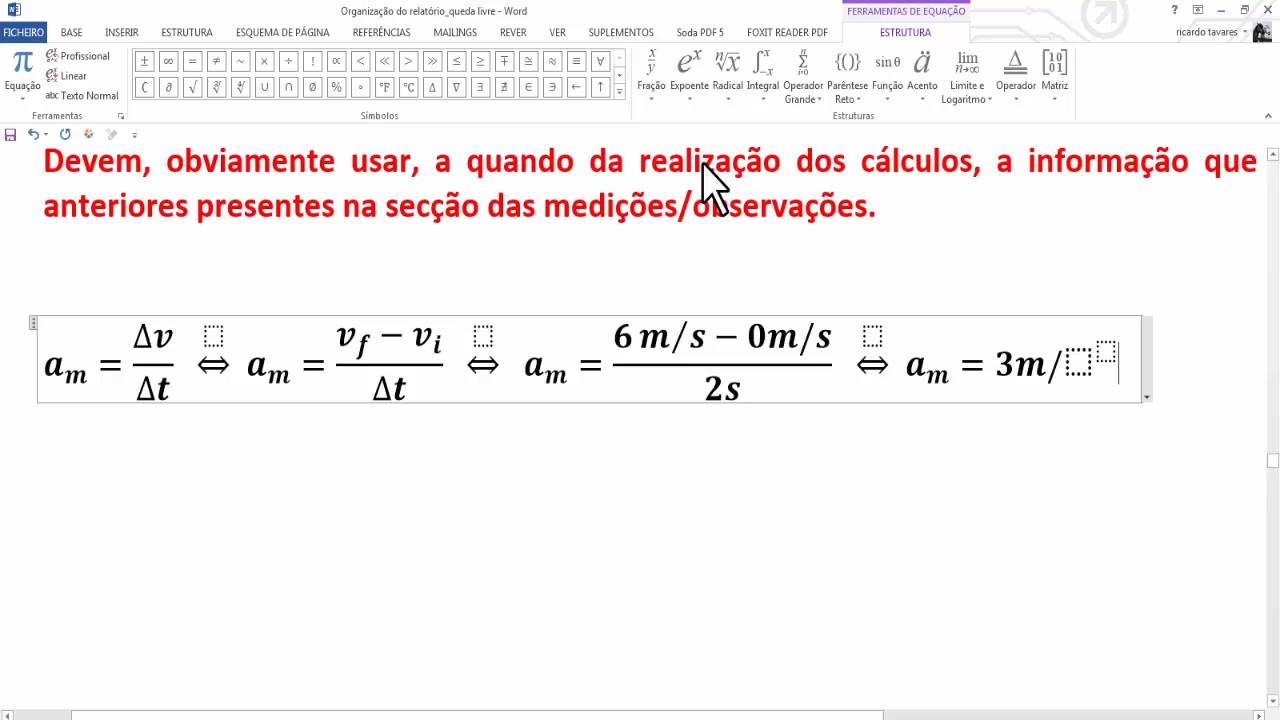 Organização do relatório_queda livre - Word
FERRAMENTAS DE EQUAÇÃO
FICHEIRO BASE INSERIR ESTRUTURA ESQUEMA DE PÁGINA REFERÊNCIAS MAILINGS REVER VER SUPLEMENTOS Soda PDF 5 FOXIT READER PDF ESTRUTURA ricardo tavares
π Equação
Profissional
Linear
abc Texto Normal
Ferramentas
± ∞ = ≠ ~ × ÷ ! ∝ < ≪ > ≫ ≤ ≥ ∓ ≅ ≈ ≡ ∀
∁ ∂ √ ∛ ∜ ∪ ∩ ∅ % ∘ °F °C ∆ ∇ ∃ ∄ ∈ ∋ ← ↑
Símbolos
Fração Expoente Radical Integral Operador Grande Parêntese Reto Função Acento Limite e Logaritmo Operador Matriz
Estruturas
Devem, obviamente usar, a quando da realização dos cálculos, a informação que
anteriores presentes na secção das medições/observações.
a_m = Δv/Δt ⇔ a_m = (v_f − v_i)/Δt ⇔ a_m = (6 m/s − 0m/s)/2s ⇔ a_m = 3m/